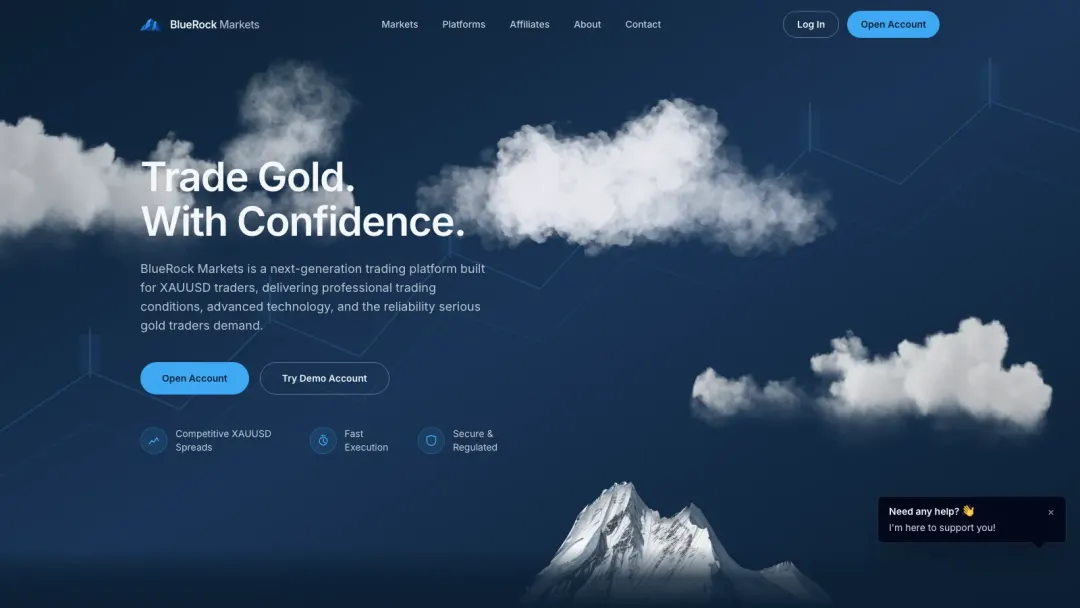 BlueRock Markets
Markets Platforms Affiliates About Contact
Log In
Open Account
Trade Gold.
With Confidence.
BlueRock Markets is a next-generation trading platform built
for XAUUSD traders, delivering professional trading
conditions, advanced technology, and the reliability serious
gold traders demand.
Open Account
Try Demo Account
Competitive XAUUSD
Spreads
Fast
Execution
Secure &
Regulated
Need any help? 👋
I'm here to support you!
×